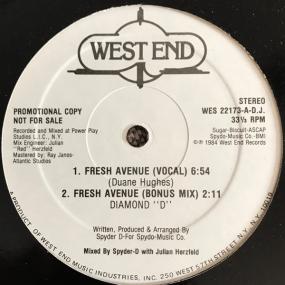 WEST END
PROMOTIONAL COPY
NOT FOR SALE
Recorded and Mixed at Power Play
Studios L.I.C., N.Y.
Mix Engineer: Julian
"Red" Herzfeld
Mastered by: Ray Janos-
Atlantic Studios
STEREO
WES 22173-A-D.J.
33⅓ RPM
Sugar-Biscuit-ASCAP
Spydo-Music Co.-BMI
℗ © 1984 West End Records
1. FRESH AVENUE (VOCAL) 6:54
(Duane Hughes)
2. FRESH AVENUE (BONUS MIX) 2:11
DIAMOND "D"
Written, Produced & Arranged By
Spyder D-For Spydo-Music Co.
Mixed By Spyder-D with Julian Herzfeld
A PRODUCT OF WEST END MUSIC INDUSTRIES, INC. 250 WEST 57TH STREET, N.Y. 10019